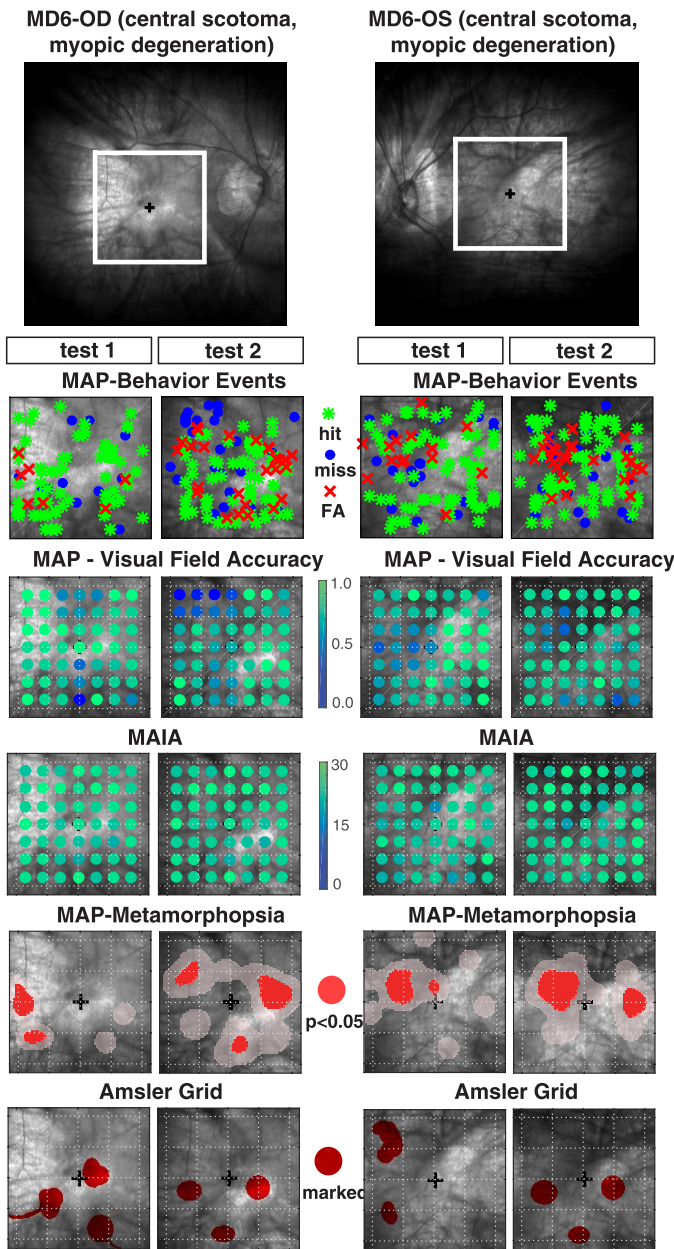 MD6-OD (central scotoma,
myopic degeneration)
MD6-OS (central scotoma,
myopic degeneration)
test 1
test 2
test 1
test 2
MAP-Behavior Events
MAP-Behavior Events
hit
miss
FA
MAP - Visual Field Accuracy
MAP - Visual Field Accuracy
1.0
0.5
0.0
MAIA
MAIA
30
15
0
MAP-Metamorphopsia
MAP-Metamorphopsia
p<0.05
Amsler Grid
Amsler Grid
marked